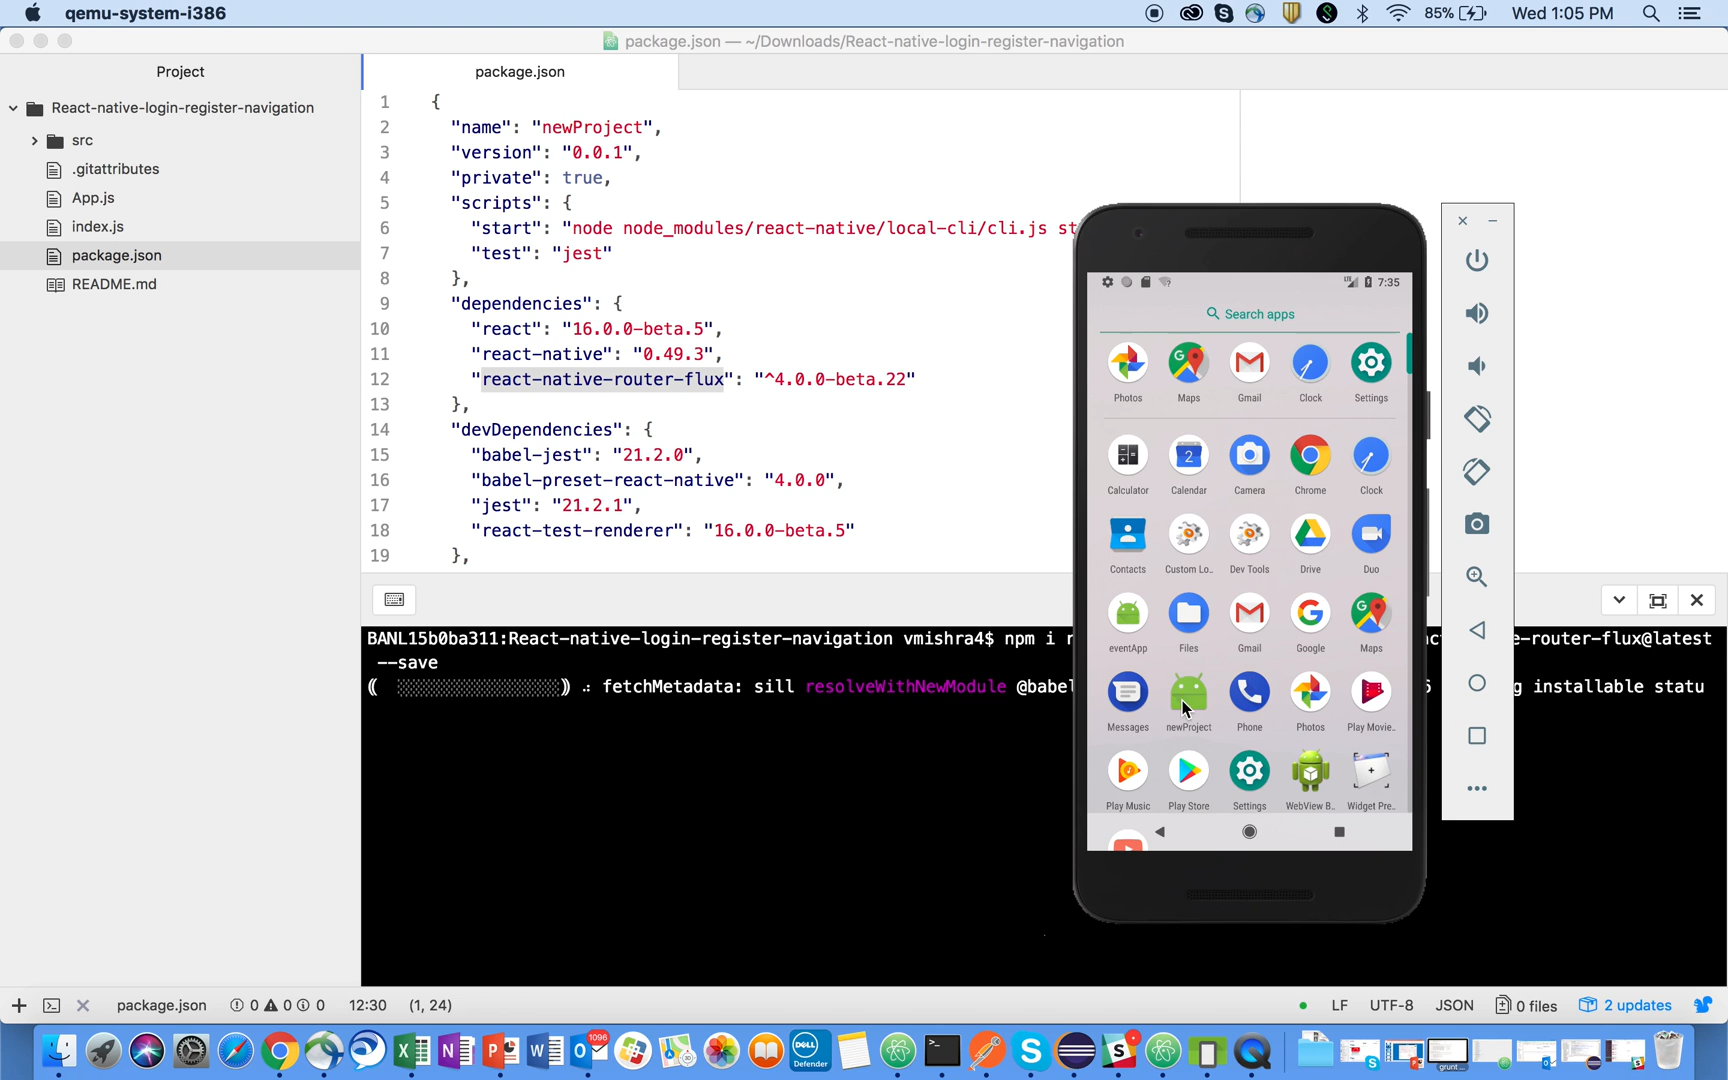 qemu-system-i386
85%
Wed 1:05 PM
package.json — ~/Downloads/React-native-login-register-navigation
Project
package.json
React-native-login-register-navigation
src
.gitattributes
App.js
index.js
package.json
README.md
1 {
2 "name": "newProject",
3 "version": "0.0.1",
4 "private": true,
5 "scripts": {
6 "start": "node node_modules/react-native/local-cli/cli.js st
7 "test": "jest"
8 },
9 "dependencies": {
10 "react": "16.0.0-beta.5",
11 "react-native": "0.49.3",
12 "react-native-router-flux": "^4.0.0-beta.22"
13 },
14 "devDependencies": {
15 "babel-jest": "21.2.0",
16 "babel-preset-react-native": "4.0.0",
17 "jest": "21.2.1",
18 "react-test-renderer": "16.0.0-beta.5"
19 },
7:35
Search apps
Photos Maps Gmail Clock Settings
Calculator Calendar Camera Chrome Clock
Contacts Custom Lo.. Dev Tools Drive Duo
eventApp Files Gmail Google Maps
Messages newProject Phone Photos Play Movie..
Play Music Play Store Settings WebView B.. Widget Pre..
BANL15b0ba311:React-native-login-register-navigation vmishra4$ npm i
e-router-flux@latest
--save
fetchMetadata: sill resolveWithNewModule @babel
g installable statu
package.json 0 0 0 12:30 (1, 24)
LF UTF-8 JSON 0 files 2 updates
1096
DELL
Defender
grunt ...